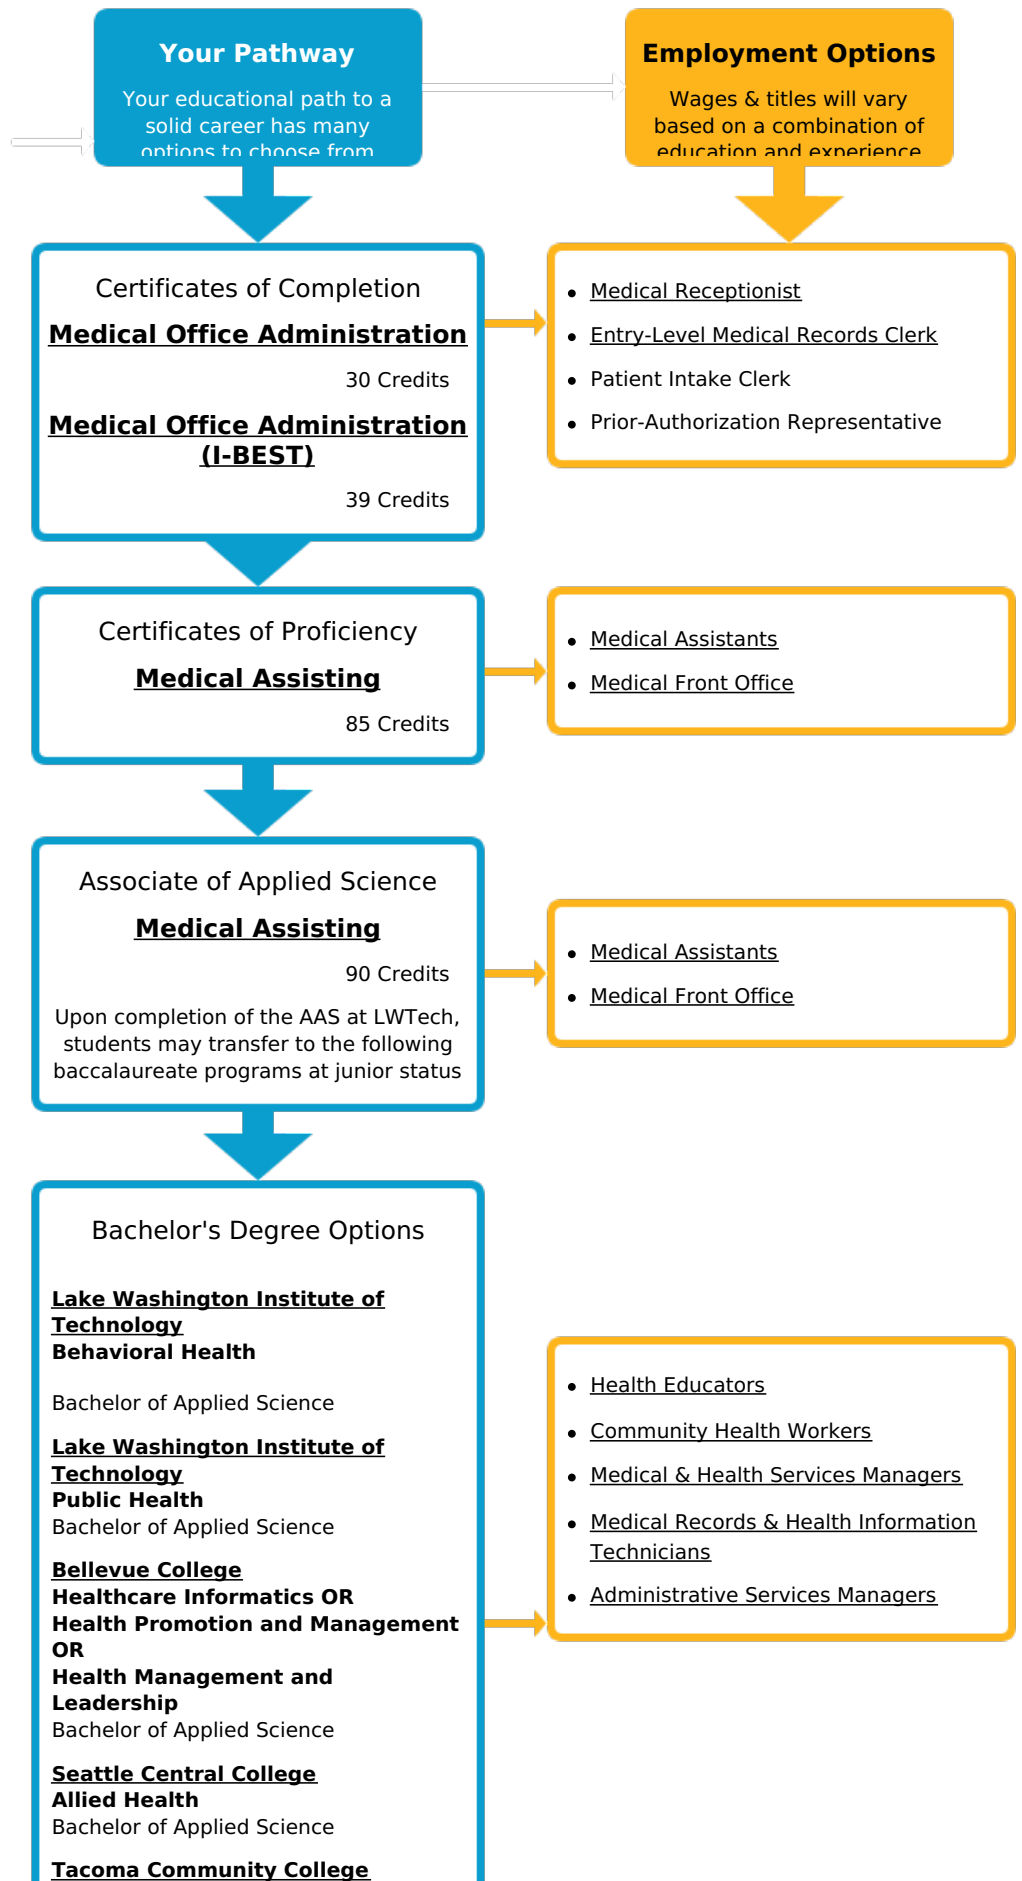 Your Pathway
Your educational path to a
solid career has many
options to choose from
Employment Options
Wages & titles will vary
based on a combination of
education and experience
Certificates of Completion
Medical Office Administration
30 Credits
Medical Office Administration
(I-BEST)
39 Credits
• Medical Receptionist
• Entry-Level Medical Records Clerk
• Patient Intake Clerk
• Prior-Authorization Representative
Certificates of Proficiency
Medical Assisting
85 Credits
• Medical Assistants
• Medical Front Office
Associate of Applied Science
Medical Assisting
90 Credits
Upon completion of the AAS at LWTech,
students may transfer to the following
baccalaureate programs at junior status
• Medical Assistants
• Medical Front Office
Bachelor's Degree Options
Lake Washington Institute of
Technology
Behavioral Health
Bachelor of Applied Science
Lake Washington Institute of
Technology
Public Health
Bachelor of Applied Science
Bellevue College
Healthcare Informatics OR
Health Promotion and Management
OR
Health Management and
Leadership
Bachelor of Applied Science
Seattle Central College
Allied Health
Bachelor of Applied Science
Tacoma Community College
• Health Educators
• Community Health Workers
• Medical & Health Services Managers
• Medical Records & Health Information
Technicians
• Administrative Services Managers